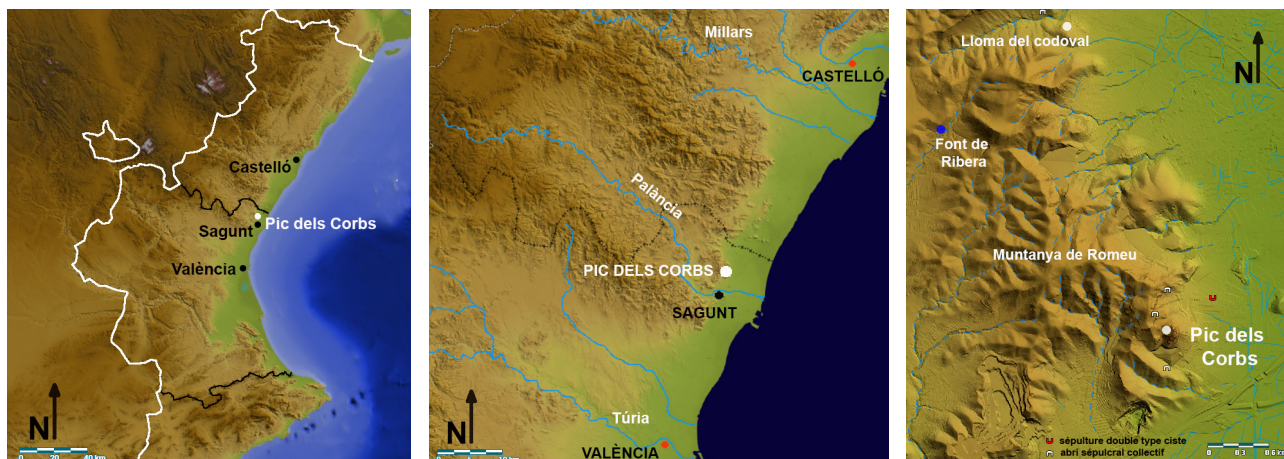 Castelló
Pic dels Corbs
Sagunt
València
N
0 20 40 km
Millars
CASTELLÓ
Palància
PIC DELS CORBS
SAGUNT
N
Túria
VALÈNCIA
Lloma del codoval
N
Font de
Ribera
Muntanya de Romeu
Pic dels
Corbs
sépulture double type ciste
abri sépulcral collectif